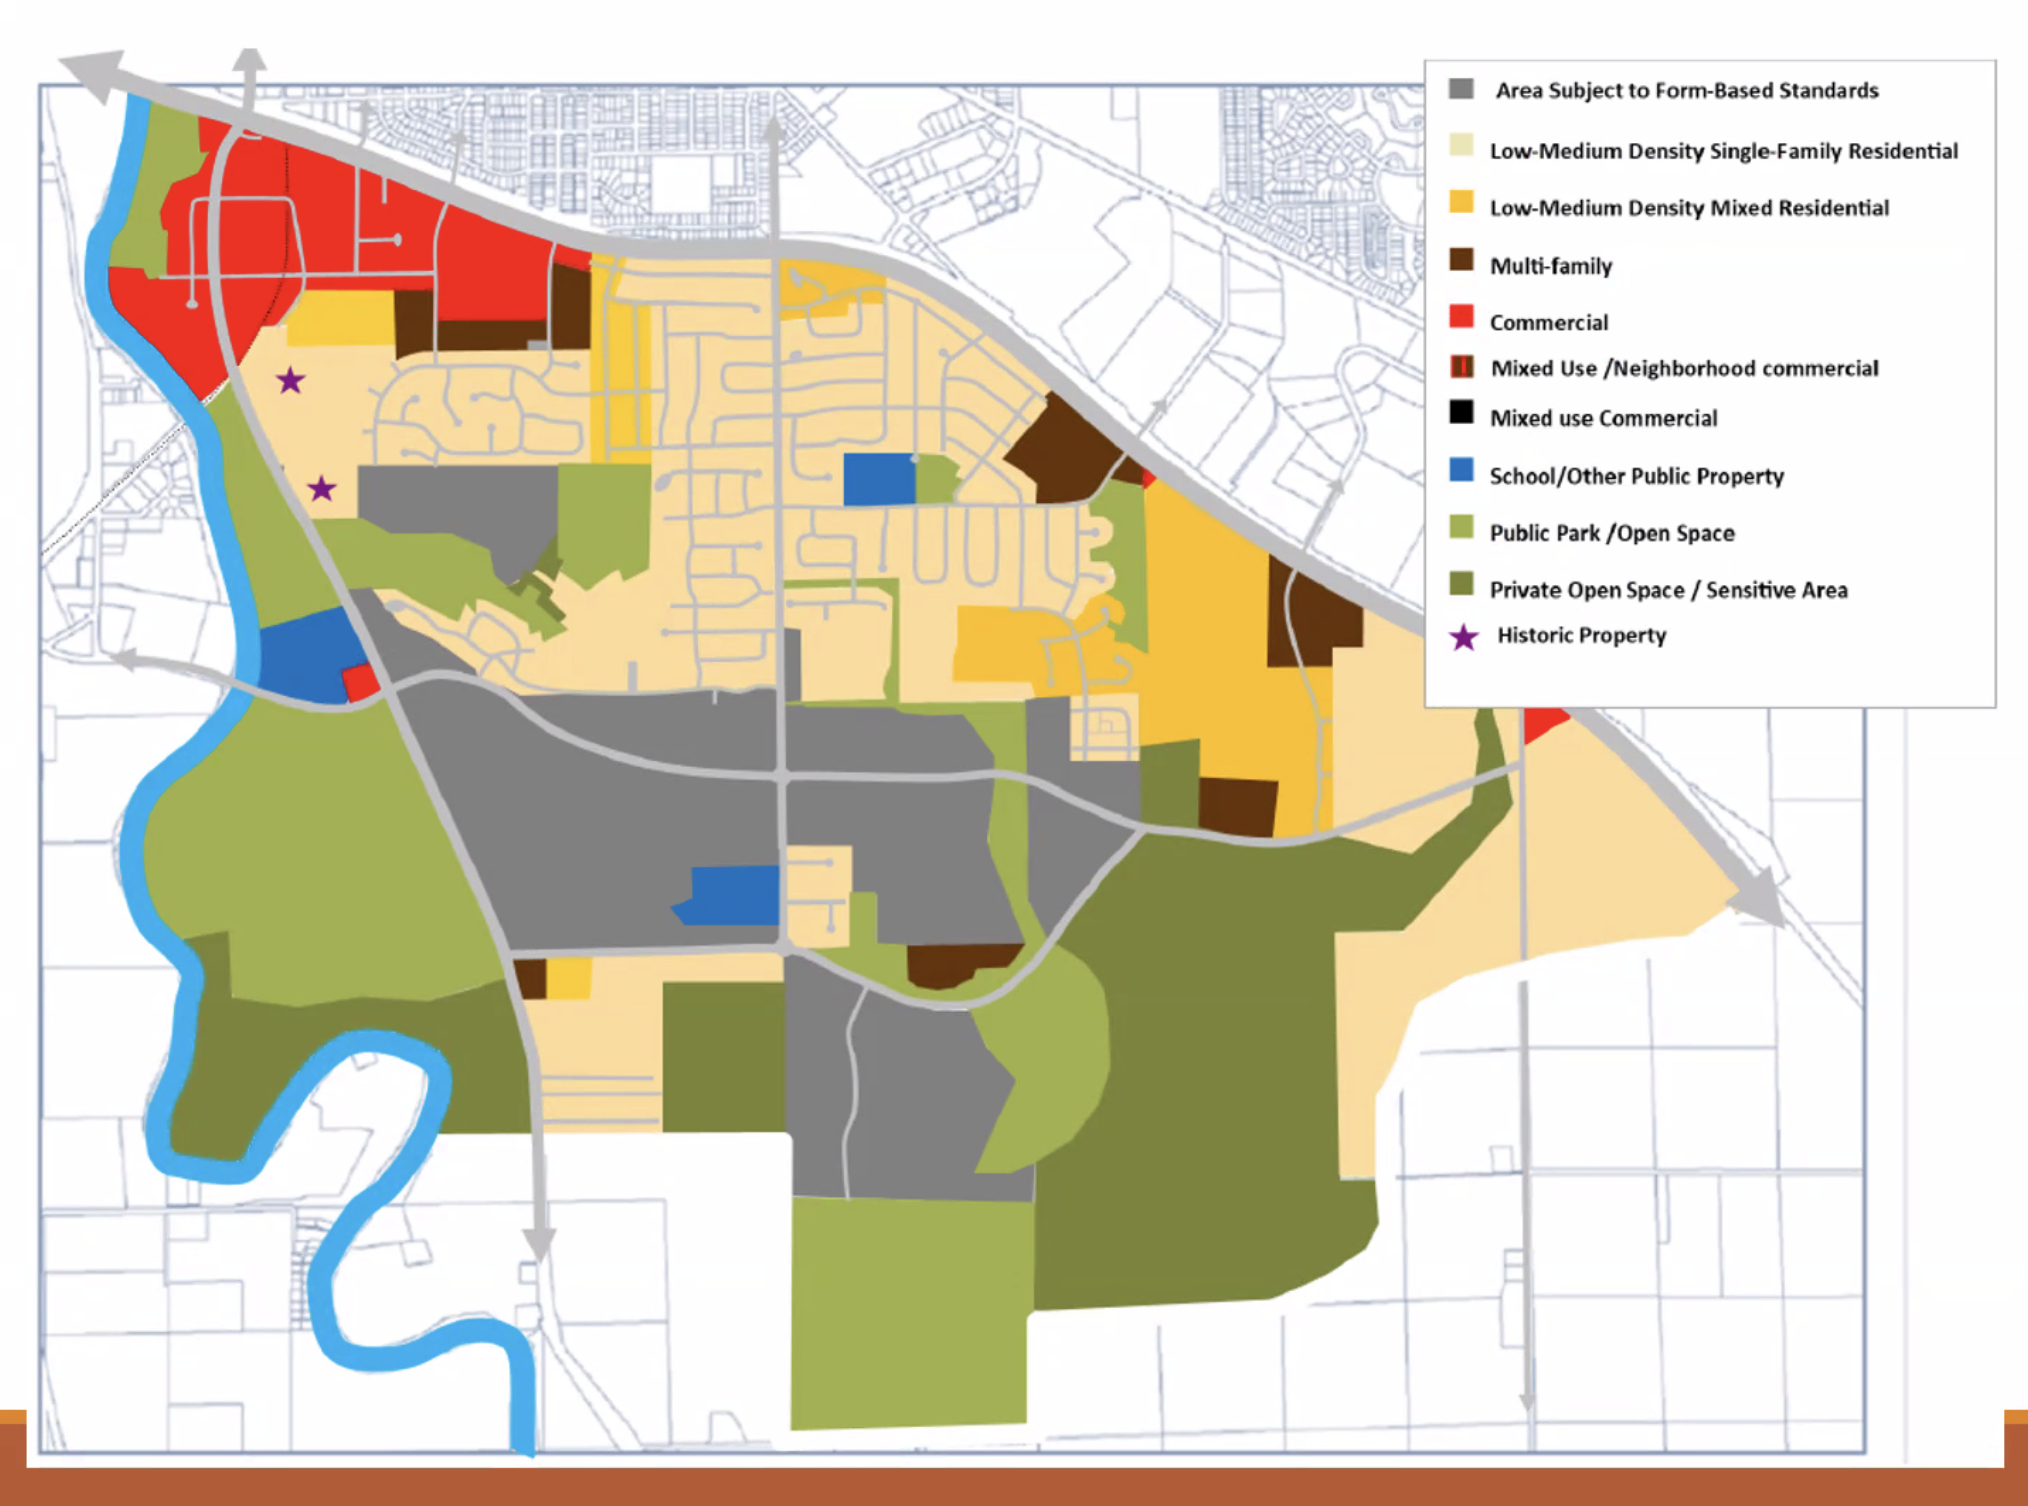 Area Subject to Form-Based Standards
Low-Medium Density Single-Family Residential
Low-Medium Density Mixed Residential
Multi-family
Commercial
Mixed Use /Neighborhood commercial
Mixed use Commercial
School/Other Public Property
Public Park /Open Space
Private Open Space / Sensitive Area
Historic Property